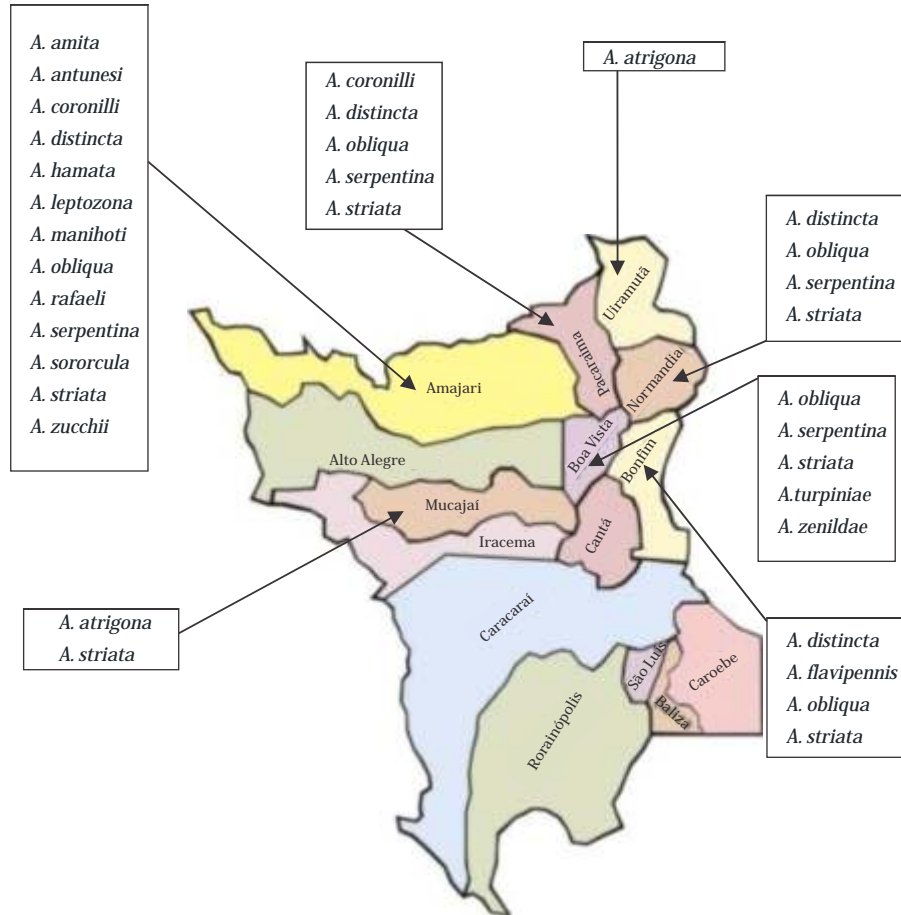 A. amita
A. antunesi
A. coronilli
A. distincta
A. hamata
A. leptozona
A. manihoti
A. obliqua
A. rafaeli
A. serpentina
A. sororcula
A. striata
A. zucchii
A. coronilli
A. distincta
A. obliqua
A. serpentina
A. striata
A. atrigona
A. distincta
A. obliqua
A. serpentina
A. striata
A. obliqua
A. serpentina
A. striata
A.turpiniae
A. zenildae
A. atrigona
A. striata
A. distincta
A. flavipennis
A. obliqua
A. striata
Uiramutã
Pacaraima
Normandia
Amajari
Boa Vista
Bonfim
Alto Alegre
Mucajaí
Cantá
Iracema
Caracaraí
São Luís
Caroebe
Baliza
Rorainópolis